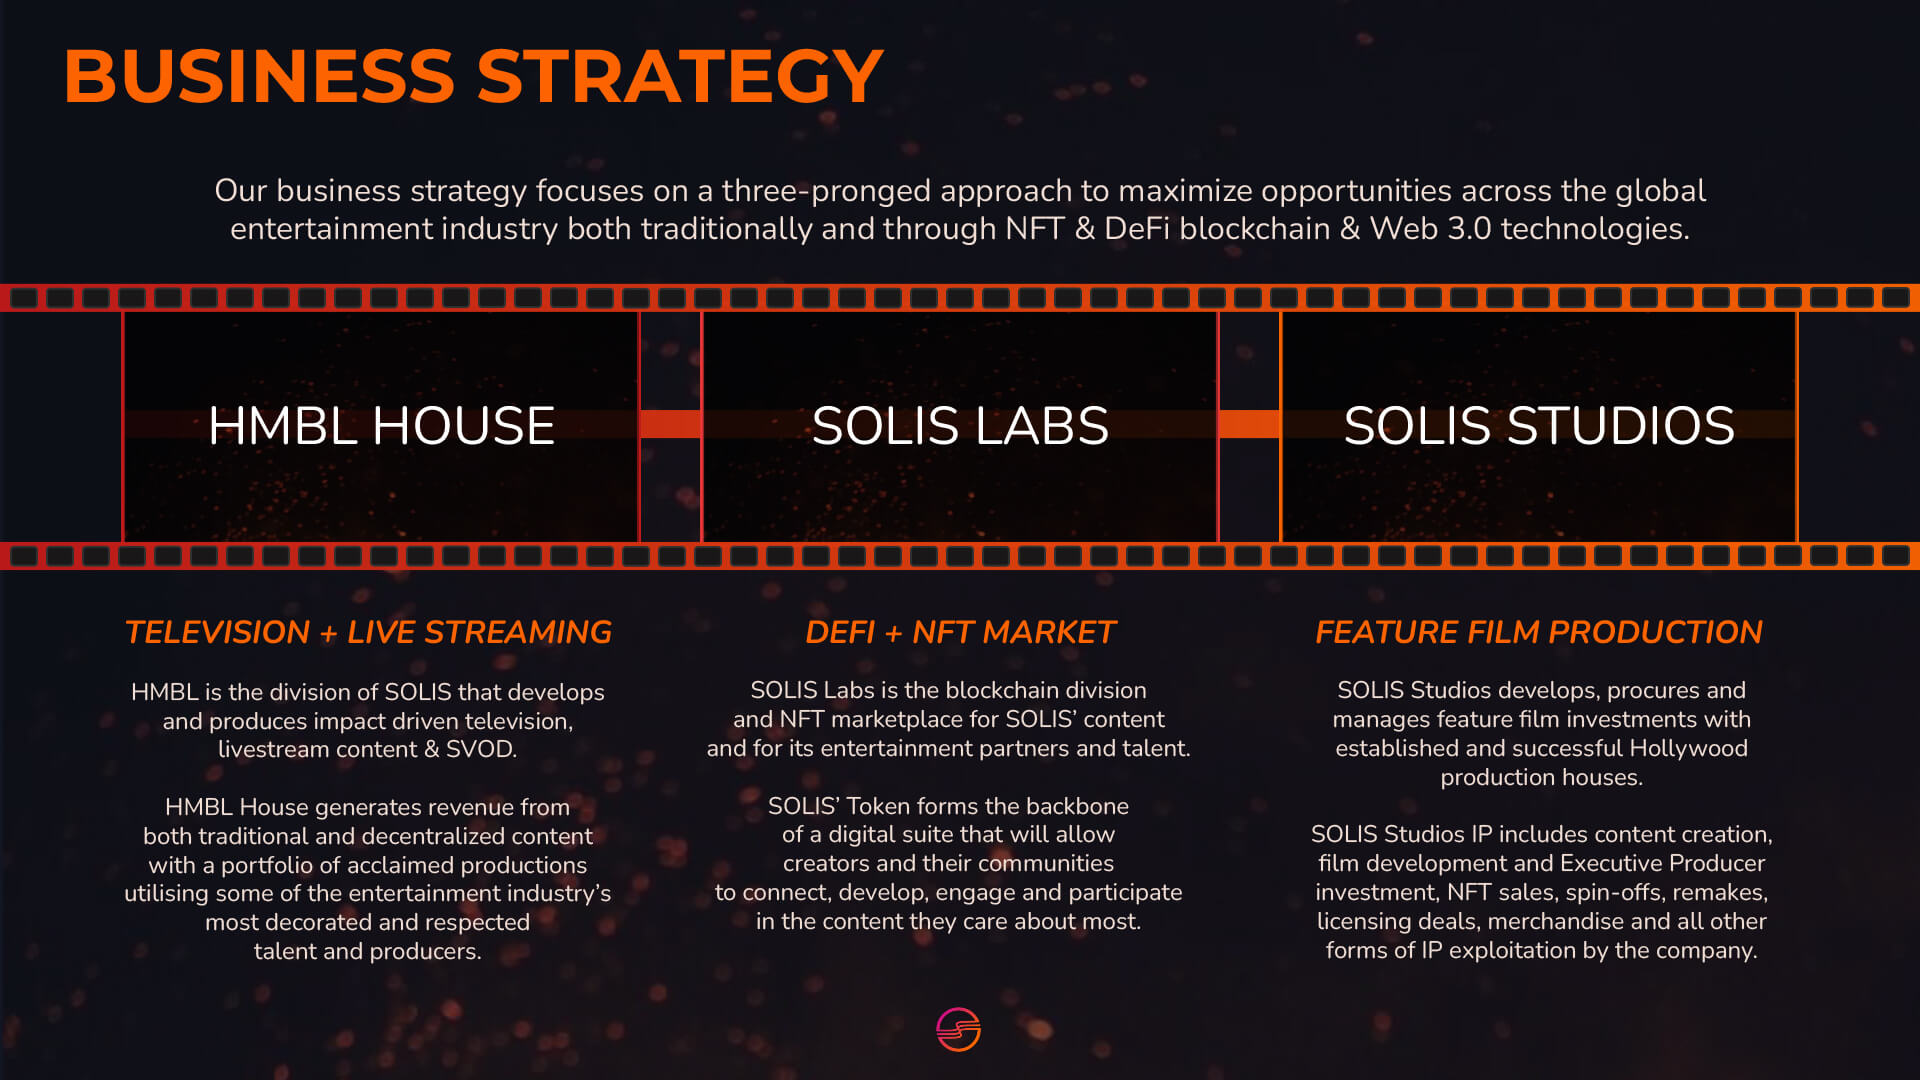 BUSINESS STRATEGY
Our business strategy focuses on a three-pronged approach to maximize opportunities across the global
entertainment industry both traditionally and through NFT & DeFi blockchain & Web 3.0 technologies.
HMBL HOUSE
SOLIS LABS
SOLIS STUDIOS
TELEVISION + LIVE STREAMING
HMBL is the division of SOLIS that develops
and produces impact driven television,
livestream content & SVOD.
HMBL House generates revenue from
both traditional and decentralized content
with a portfolio of acclaimed productions
utilising some of the entertainment industry’s
most decorated and respected
talent and producers.
DEFI + NFT MARKET
SOLIS Labs is the blockchain division
and NFT marketplace for SOLIS’ content
and for its entertainment partners and talent.
SOLIS’ Token forms the backbone
of a digital suite that will allow
creators and their communities
to connect, develop, engage and participate
in the content they care about most.
FEATURE FILM PRODUCTION
SOLIS Studios develops, procures and
manages feature film investments with
established and successful Hollywood
production houses.
SOLIS Studios IP includes content creation,
film development and Executive Producer
investment, NFT sales, spin-offs, remakes,
licensing deals, merchandise and all other
forms of IP exploitation by the company.